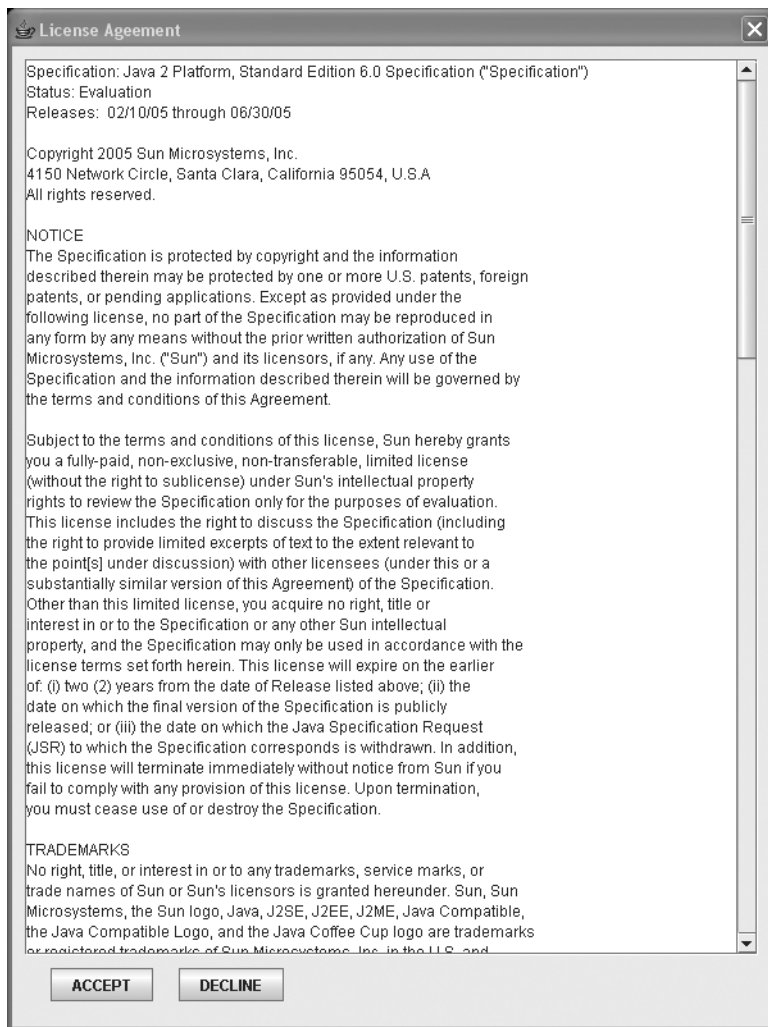 License Ageement
Specification: Java 2 Platform, Standard Edition 6.0 Specification ("Specification")
Status: Evaluation
Releases:  02/10/05 through 06/30/05
Copyright 2005 Sun Microsystems, Inc.
4150 Network Circle, Santa Clara, California 95054, U.S.A
All rights reserved.
NOTICE
The Specification is protected by copyright and the information
described therein may be protected by one or more U.S. patents, foreign
patents, or pending applications. Except as provided under the
following license, no part of the Specification may be reproduced in
any form by any means without the prior written authorization of Sun
Microsystems, Inc. ("Sun") and its licensors, if any. Any use of the
Specification and the information described therein will be governed by
the terms and conditions of this Agreement.
Subject to the terms and conditions of this license, Sun hereby grants
you a fully-paid, non-exclusive, non-transferable, limited license
(without the right to sublicense) under Sun's intellectual property
rights to review the Specification only for the purposes of evaluation.
This license includes the right to discuss the Specification (including
the right to provide limited excerpts of text to the extent relevant to
the point[s] under discussion) with other licensees (under this or a
substantially similar version of this Agreement) of the Specification.
Other than this limited license, you acquire no right, title or
interest in or to the Specification or any other Sun intellectual
property, and the Specification may only be used in accordance with the
license terms set forth herein. This license will expire on the earlier
of: (i) two (2) years from the date of Release listed above; (ii) the
date on which the final version of the Specification is publicly
released; or (iii) the date on which the Java Specification Request
(JSR) to which the Specification corresponds is withdrawn. In addition,
this license will terminate immediately without notice from Sun if you
fail to comply with any provision of this license. Upon termination,
you must cease use of or destroy the Specification.
TRADEMARKS
No right, title, or interest in or to any trademarks, service marks, or
trade names of Sun or Sun's licensors is granted hereunder. Sun, Sun
Microsystems, the Sun logo, Java, J2SE, J2EE, J2ME, Java Compatible,
the Java Compatible Logo, and the Java Coffee Cup logo are trademarks
or registered trademarks of Sun Microsystems, Inc. in the U.S. and
ACCEPT
DECLINE